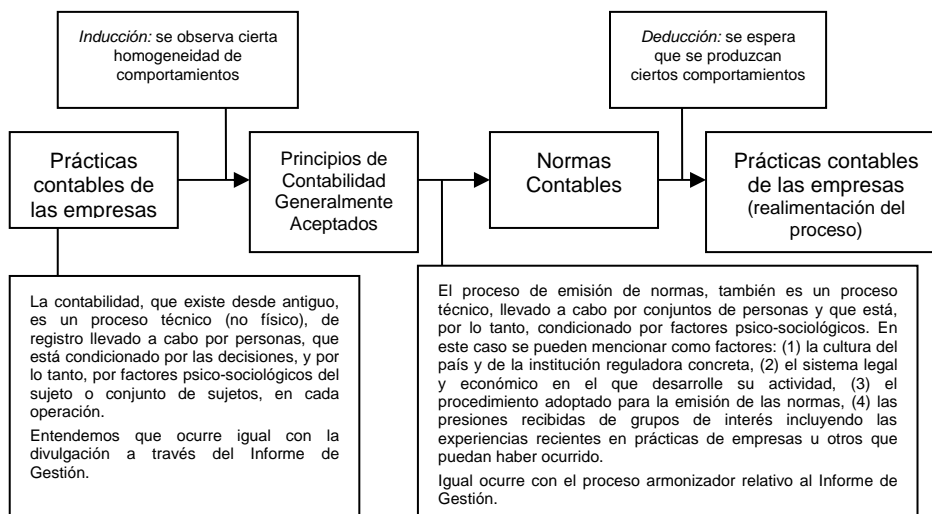 Inducción: se observa cierta
homogeneidad de
comportamientos
Deducción: se espera
que se produzcan
ciertos comportamientos
Prácticas
contables de
las empresas
Principios de
Contabilidad
Generalmente
Aceptados
Normas
Contables
Prácticas contables
de las empresas
(realimentación del
proceso)
La contabilidad, que existe desde antiguo,
es un proceso técnico (no físico), de
registro llevado a cabo por personas, que
está condicionado por las decisiones, y por
lo tanto, por factores psico-sociológicos del
sujeto o conjunto de sujetos, en cada
operación.
Entendemos que ocurre igual con la
divulgación a través del Informe de
Gestión.
El proceso de emisión de normas, también es un proceso
técnico, llevado a cabo por conjuntos de personas y que está,
por lo tanto, condicionado por factores psico-sociológicos. En
este caso se pueden mencionar como factores: (1) la cultura del
país y de la institución reguladora concreta, (2) el sistema legal
y económico en el que desarrolle su actividad, (3) el
procedimiento adoptado para la emisión de las normas, (4) las
presiones recibidas de grupos de interés incluyendo las
experiencias recientes en prácticas de empresas u otros que
puedan haber ocurrido.
Igual ocurre con el proceso armonizador relativo al Informe de
Gestión.